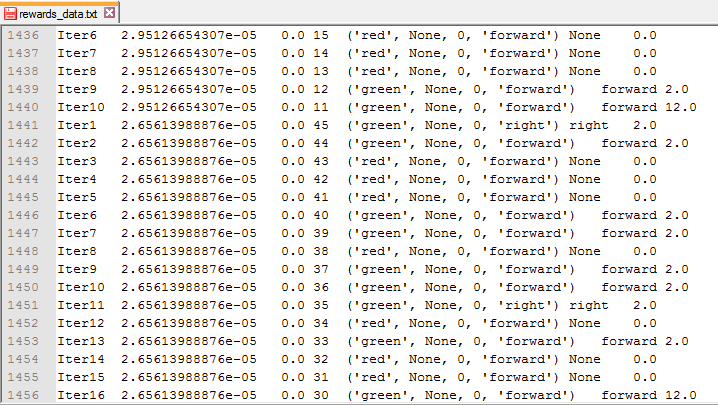 rewards_data.txt
1436 Iter6 2.95126654307e-05 0.0 15 ('red', None, 0, 'forward') None 0.0
1437 Iter7 2.95126654307e-05 0.0 14 ('red', None, 0, 'forward') None 0.0
1438 Iter8 2.95126654307e-05 0.0 13 ('red', None, 0, 'forward') None 0.0
1439 Iter9 2.95126654307e-05 0.0 12 ('green', None, 0, 'forward') forward 2.0
1440 Iter10 2.95126654307e-05 0.0 11 ('green', None, 0, 'forward') forward 12.0
1441 Iter1 2.65613988876e-05 0.0 45 ('green', None, 0, 'right') right 2.0
1442 Iter2 2.65613988876e-05 0.0 44 ('green', None, 0, 'forward') forward 2.0
1443 Iter3 2.65613988876e-05 0.0 43 ('red', None, 0, 'forward') None 0.0
1444 Iter4 2.65613988876e-05 0.0 42 ('red', None, 0, 'forward') None 0.0
1445 Iter5 2.65613988876e-05 0.0 41 ('red', None, 0, 'forward') None 0.0
1446 Iter6 2.65613988876e-05 0.0 40 ('green', None, 0, 'forward') forward 2.0
1447 Iter7 2.65613988876e-05 0.0 39 ('green', None, 0, 'forward') forward 2.0
1448 Iter8 2.65613988876e-05 0.0 38 ('red', None, 0, 'forward') None 0.0
1449 Iter9 2.65613988876e-05 0.0 37 ('green', None, 0, 'forward') forward 2.0
1450 Iter10 2.65613988876e-05 0.0 36 ('green', None, 0, 'forward') forward 2.0
1451 Iter11 2.65613988876e-05 0.0 35 ('green', None, 0, 'right') right 2.0
1452 Iter12 2.65613988876e-05 0.0 34 ('red', None, 0, 'forward') None 0.0
1453 Iter13 2.65613988876e-05 0.0 33 ('green', None, 0, 'forward') forward 2.0
1454 Iter14 2.65613988876e-05 0.0 32 ('red', None, 0, 'forward') None 0.0
1455 Iter15 2.65613988876e-05 0.0 31 ('red', None, 0, 'forward') None 0.0
1456 Iter16 2.65613988876e-05 0.0 30 ('green', None, 0, 'forward') forward 12.0